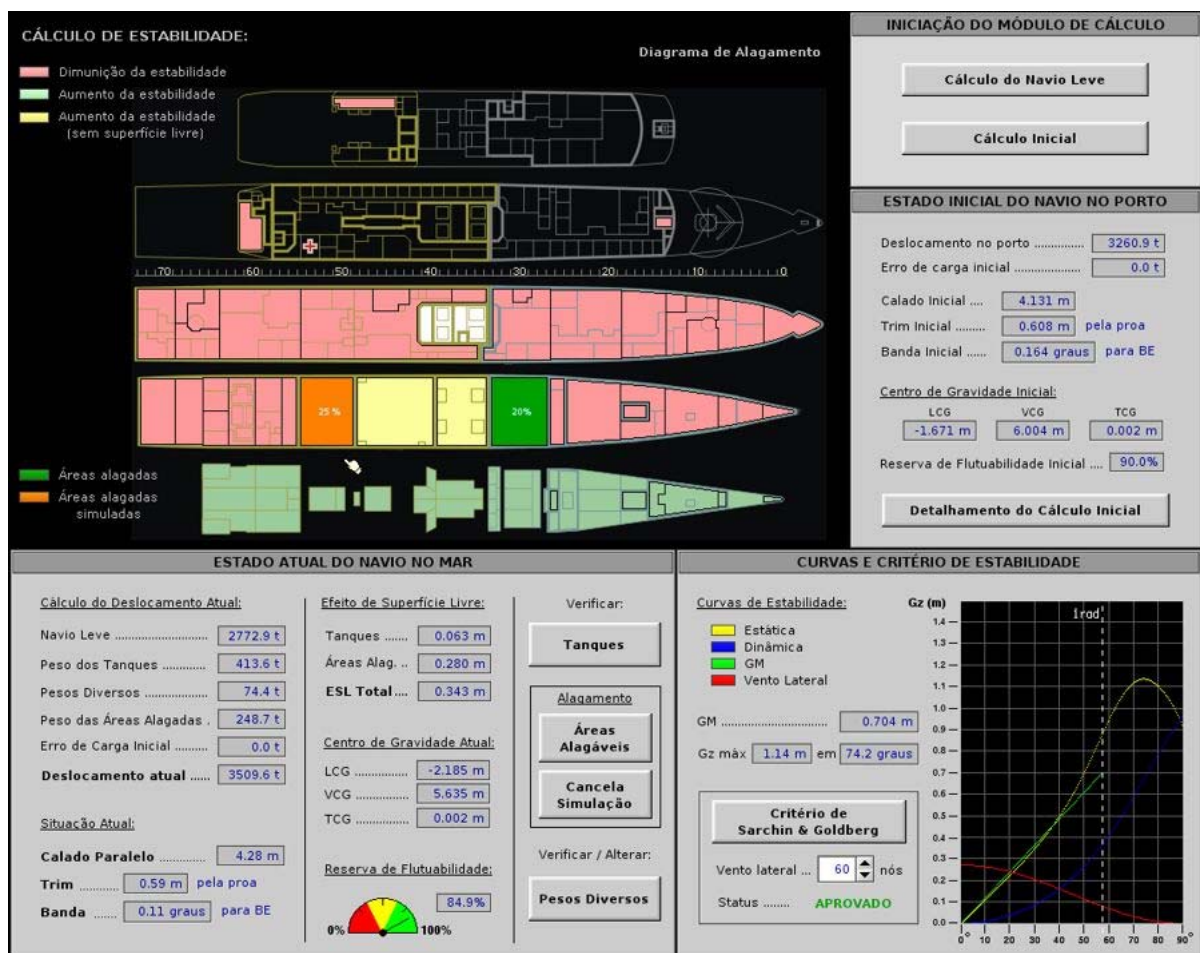 CÁLCULO DE ESTABILIDADE:
Diagrama de Alagamento
Dimunição da estabilidade
Aumento da estabilidade
Aumento da estabilidade
(sem superfície livre)
70 60 50 40 30 20 10 0
25 %
20%
Áreas alagadas
Áreas alagadas
simuladas
INICIAÇÃO DO MÓDULO DE CÁLCULO
Cálculo do Navio Leve
Cálculo Inicial
ESTADO INICIAL DO NAVIO NO PORTO
Deslocamento no porto ............... 3260.9 t
Erro de carga inicial .................... 0.0 t
Calado Inicial .... 4.131 m
Trim Inicial ........ 0.608 m pela proa
Banda Inicial ...... 0.164 graus para BE
Centro de Gravidade Inicial:
LCG VCG TCG
-1.671 m 6.004 m 0.002 m
Reserva de Flutuabilidade Inicial .... 90.0%
Detalhamento do Cálculo Inicial
ESTADO ATUAL DO NAVIO NO MAR
Cálculo do Deslocamento Atual:
Navio Leve ...................... 2772.9 t
Peso dos Tanques ........... 413.6 t
Pesos Diversos ................ 74.4 t
Peso das Áreas Alagadas . 248.7 t
Erro de Carga Inicial ........ 0.0 t
Deslocamento atual ..... 3509.6 t
Situação Atual:
Calado Paralelo ............ 4.28 m
Trim ......... 0.59 m pela proa
Banda ...... 0.11 graus para BE
Efeito de Superfície Livre:
Tanques ...... 0.063 m
Áreas Alag. .. 0.280 m
ESL Total .... 0.343 m
Centro de Gravidade Atual:
LCG ............... -2.185 m
VCG ............... 5.635 m
TCG ............... 0.002 m
Reserva de Flutuabilidade:
84.9%
0% 100%
Verificar:
Tanques
Alagamento
Áreas
Alagáveis
Cancela
Simulação
Verificar / Alterar:
Pesos Diversos
CURVAS E CRITÉRIO DE ESTABILIDADE
Curvas de Estabilidade:
Estática
Dinâmica
GM
Vento Lateral
GM .............................. 0.704 m
Gz máx 1.14 m em 74.2 graus
Critério de
Sarchin & Goldberg
Vento lateral ... 60 nós
Status ........ APROVADO
Gz (m)
1rad
1.4
1.3
1.2
1.1
1.0
0.9
0.8
0.7
0.6
0.5
0.4
0.3
0.2
0.1
0.0
0° 10 20 30 40 50 60 70 80 90°